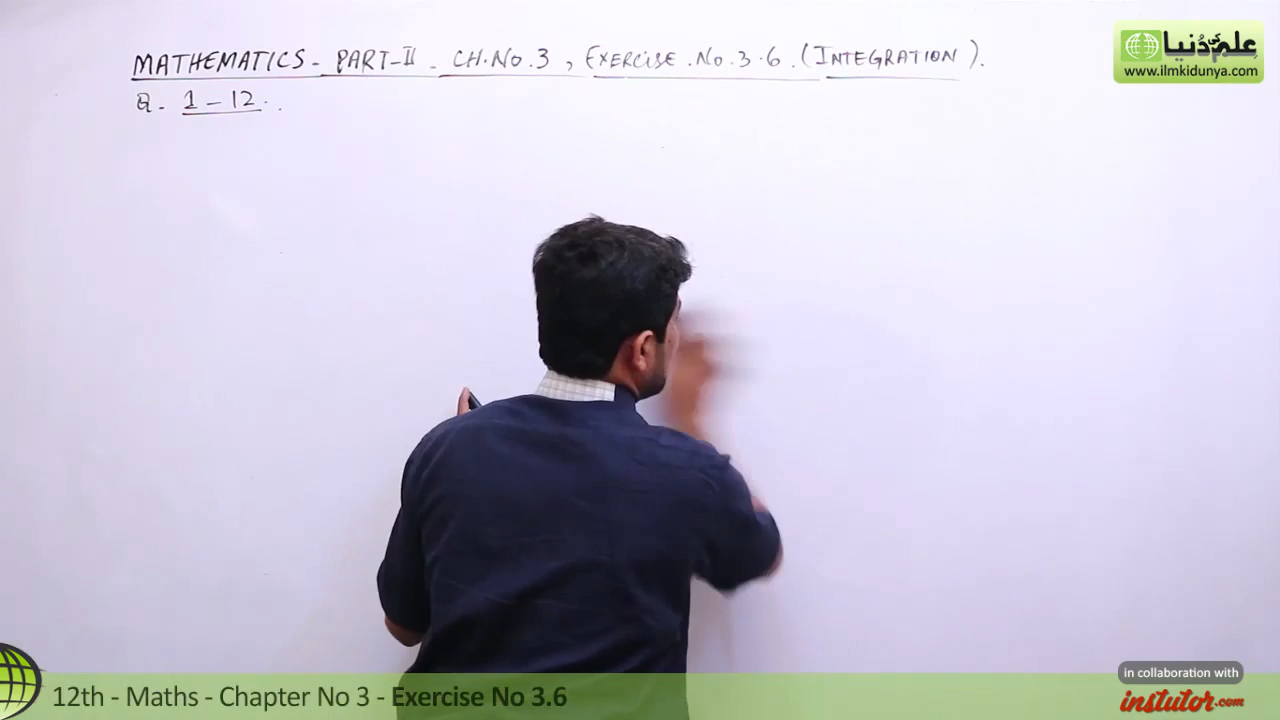 MATHEMATICS - PART-II - CH.No.3, EXERCISE.No.3.6.(INTEGRATION).
Q. 1 - 12.
علم کی دنیا
www.ilmkidunya.com
in collaboration with
instutor.com
12th - Maths - Chapter No 3 - Exercise No 3.6